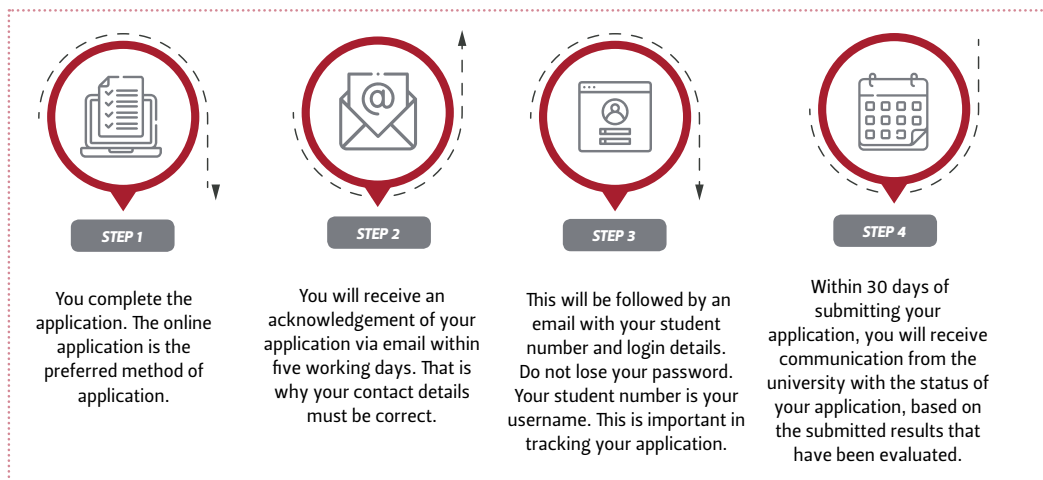 STEP 1
You complete the
application. The online
application is the
preferred method of
application.
STEP 2
You will receive an
acknowledgement of your
application via email within
five working days. That is
why your contact details
must be correct.
STEP 3
This will be followed by an
email with your student
number and login details.
Do not lose your password.
Your student number is your
username. This is important in
tracking your application.
STEP 4
Within 30 days of
submitting your
application, you will receive
communication from the
university with the status of
your application, based on
the submitted results that
have been evaluated.